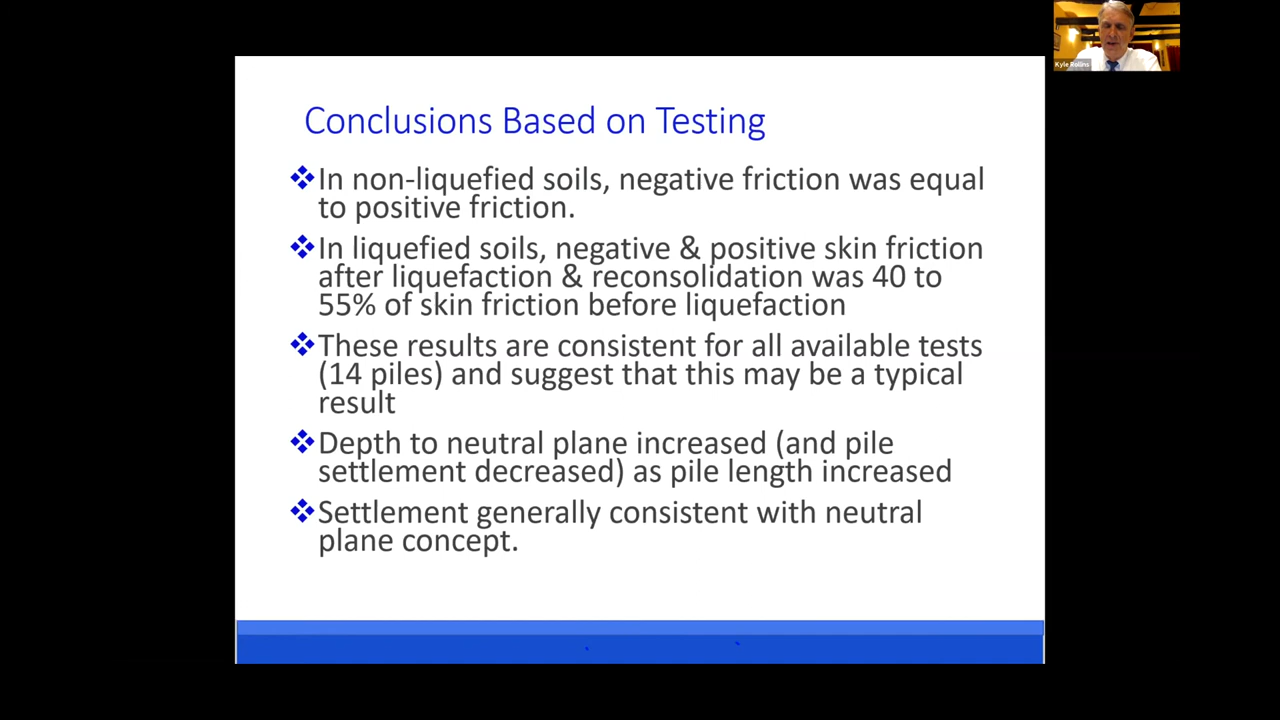 Kyle Rollins
Conclusions Based on Testing
❖In non-liquefied soils, negative friction was equal
to positive friction.
❖In liquefied soils, negative & positive skin friction
after liquefaction & reconsolidation was 40 to
55% of skin friction before liquefaction
❖These results are consistent for all available tests
(14 piles) and suggest that this may be a typical
result
❖Depth to neutral plane increased (and pile
settlement decreased) as pile length increased
❖Settlement generally consistent with neutral
plane concept.